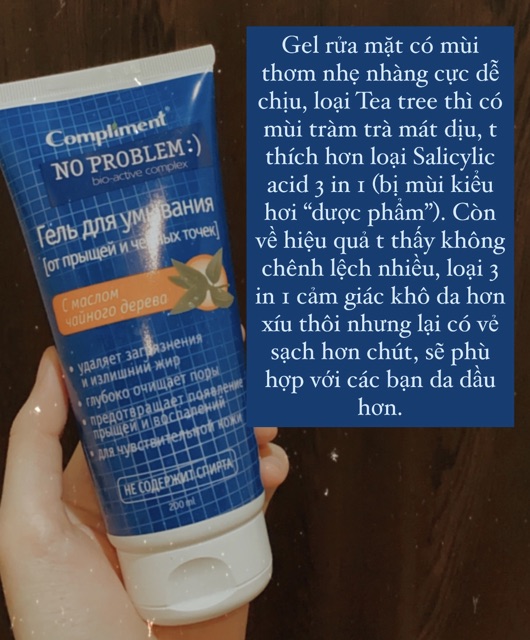 Compliment
NO PROBLEM:)
bio-active complex
Гель для умывания
[от прыщей и черных точек]
С маслом
чайного дерева
• удаляет загрязнения
и излишний жир
• глубоко очищает поры
• предотвращает появление
прыщей и воспалений
• для чувствительной кожи
НЕ СОДЕРЖИТ СПИРТА
200 ml
Gel rửa mặt có mùi
thơm nhẹ nhàng cực dễ
chịu, loại Tea tree thì có
mùi tràm trà mát dịu, t
thích hơn loại Salicylic
acid 3 in 1 (bị mùi kiểu
hơi “dược phẩm”). Còn
về hiệu quả t thấy không
chênh lệch nhiều, loại 3
in 1 cảm giác khô da hơn
xíu thôi nhưng lại có vẻ
sạch hơn chút, sẽ phù
hợp với các bạn da dầu
hơn.